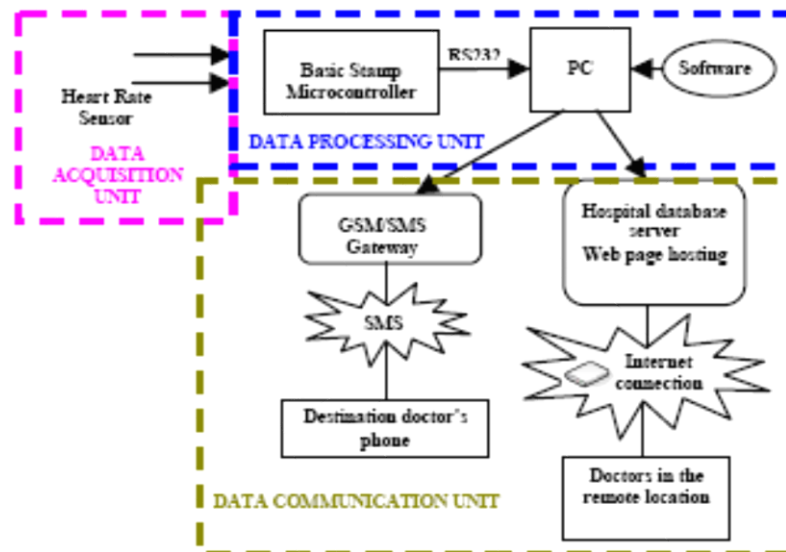 Heart Rate
Sensor
DATA
ACQUISITION
UNIT
Basic Stamp
Microcontroller
RS232
PC
Software
DATA PROCESSING UNIT
GSM/SMS
Gateway
Hospital database
server
Web page hosting
SMS
Internet
connection
Destination doctor's
phone
Doctors in the
remote location
DATA COMMUNICATION UNIT